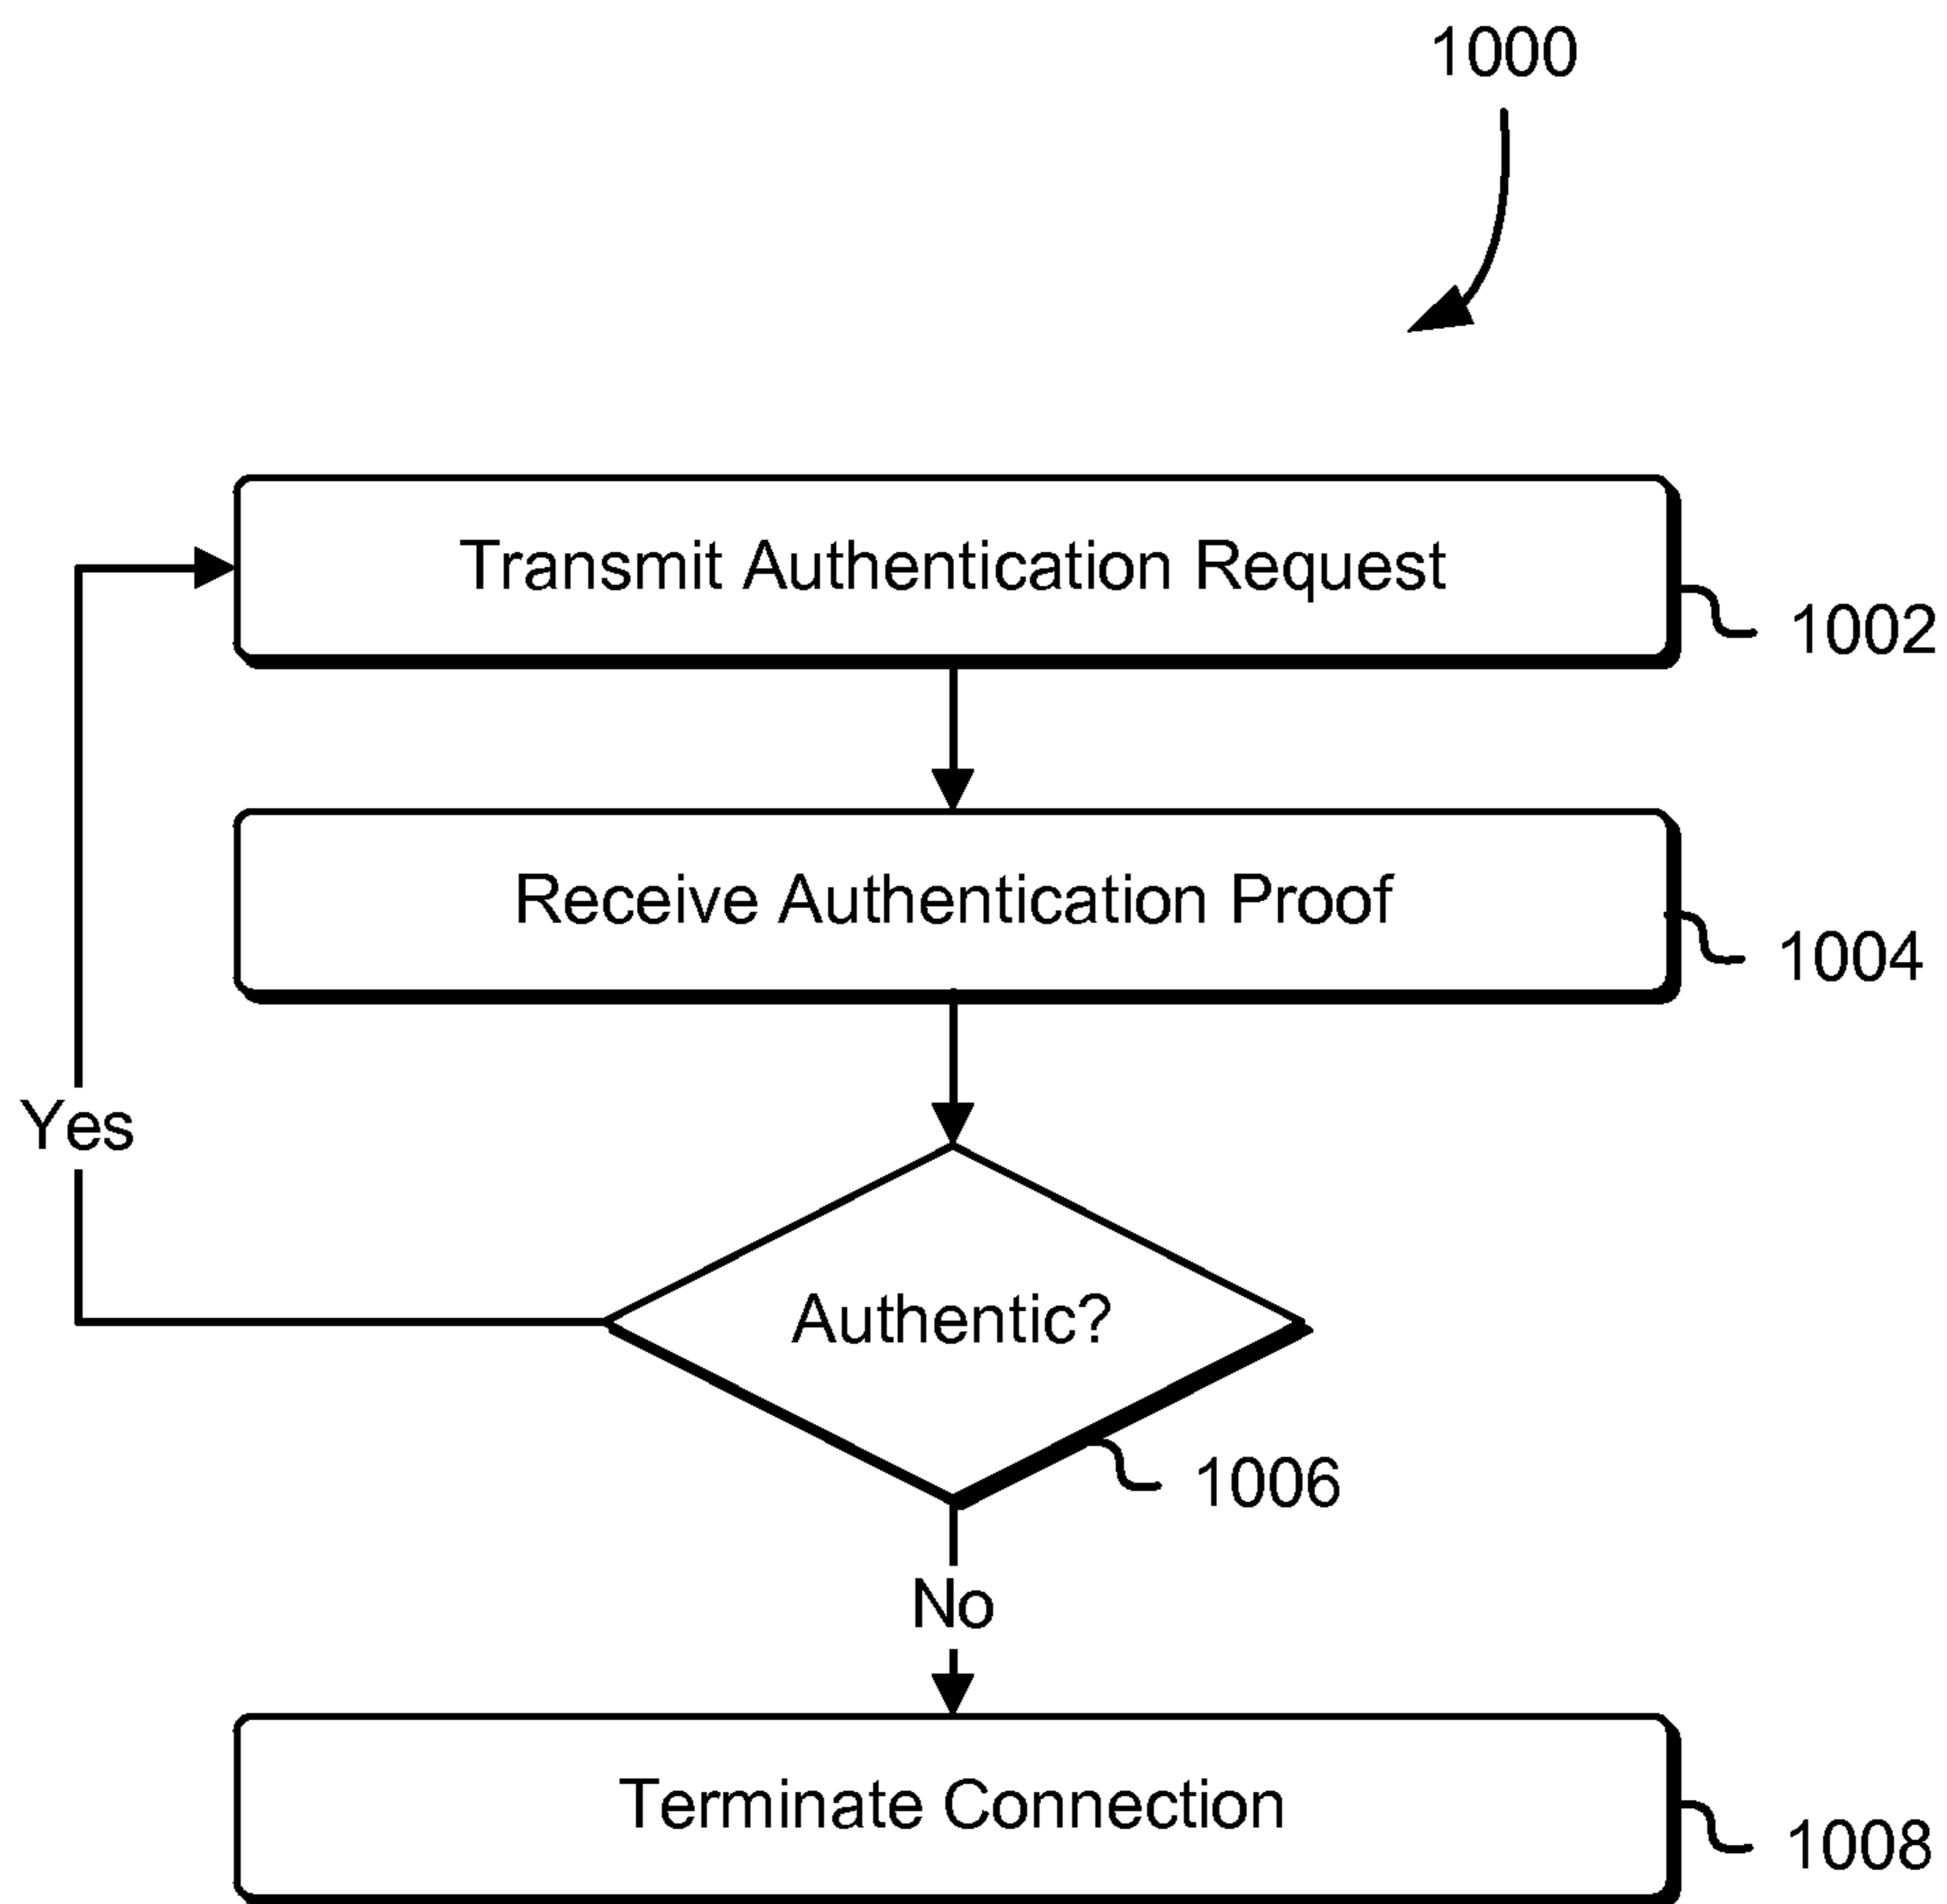 1000
Transmit Authentication Request
1002
Receive Authentication Proof
1004
Yes
Authentic?
1006
No
Terminate Connection
1008